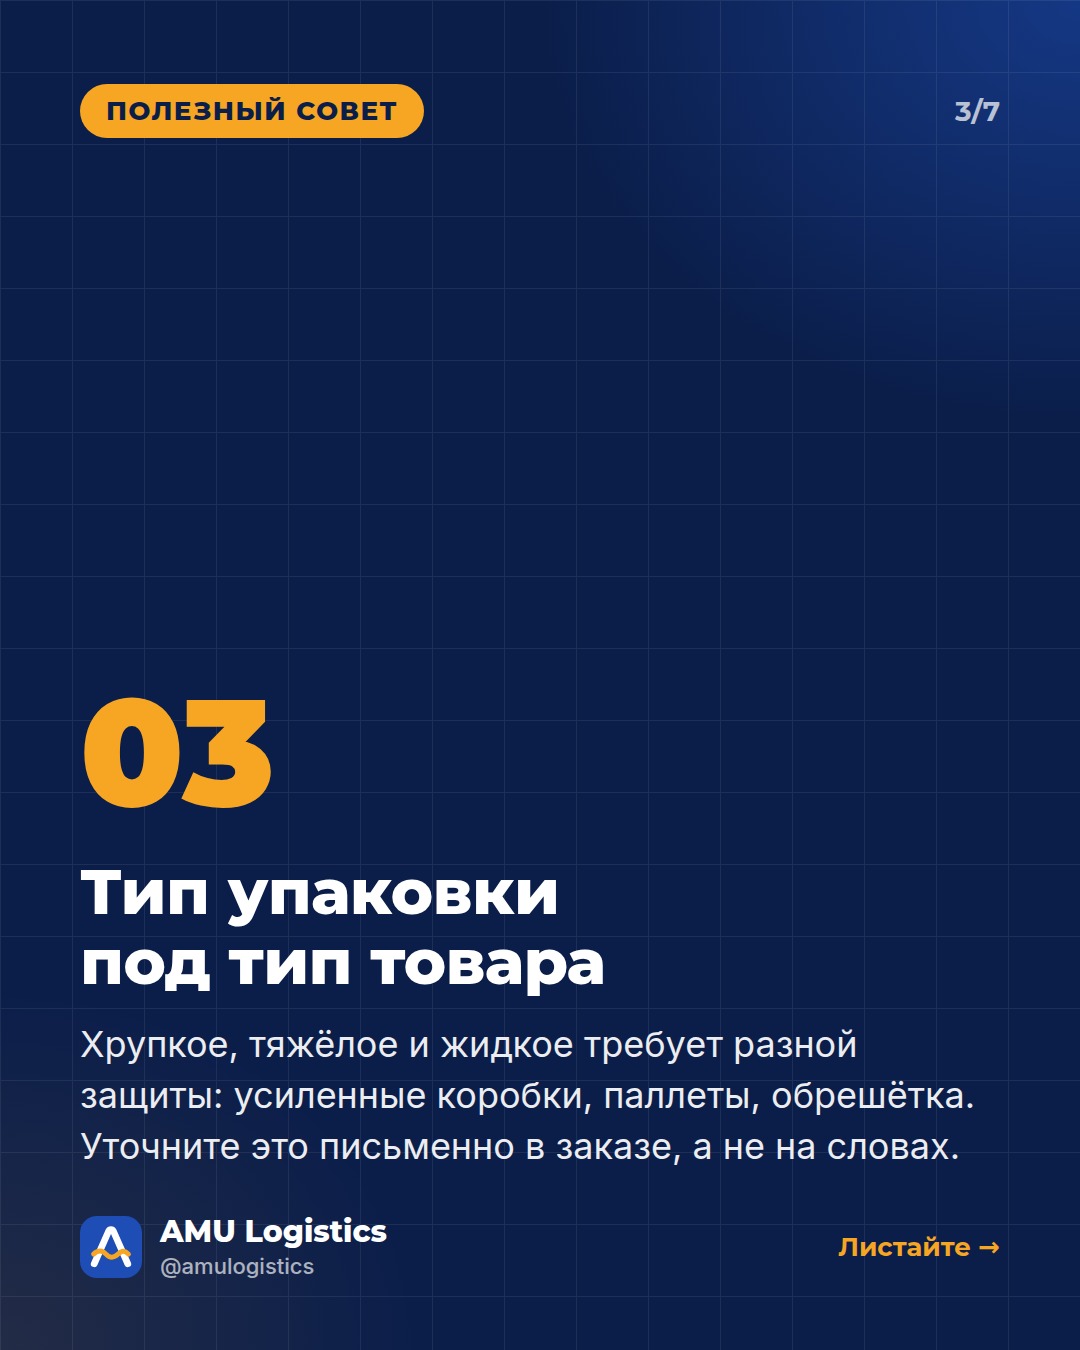 ПОЛЕЗНЫЙ СОВЕТ
3/7
03
Тип упаковки
под тип товара
Хрупкое, тяжёлое и жидкое требует разной
защиты: усиленные коробки, паллеты, обрешётка.
Уточните это письменно в заказе, а не на словах.
AMU Logistics
@amulogistics
Листайте →